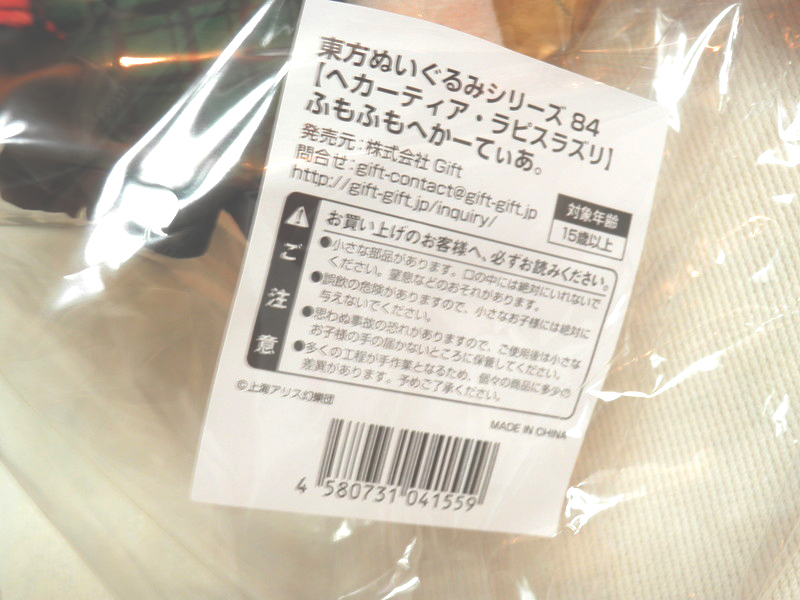 東方ぬいぐるみシリーズ 84
【ヘカーティア・ラピスラズリ】
ふもふもへかーてぃあ。
発売元：株式会社 Gift
問合せ：gift-contact@gift-gift.jp
http://gift-gift.jp/inquiry/
対象年齢
15歳以上
ご注意
お買い上げのお客様へ、必ずお読みください。
●小さな部品があります。口の中には絶対にいれないで
ください。窒息などのおそれがあります。
●誤飲の危険がありますので、小さなお子様には絶対に
与えないでください。
●思わぬ事故の恐れがありますので、ご使用後は小さな
お子様の手の届かないところに保管してください。
●多くの工程が手作業となるため、個々の商品に多少の
差異があります。予めご了承ください。
©上海アリス幻樂団
MADE IN CHINA
4 580731 041559